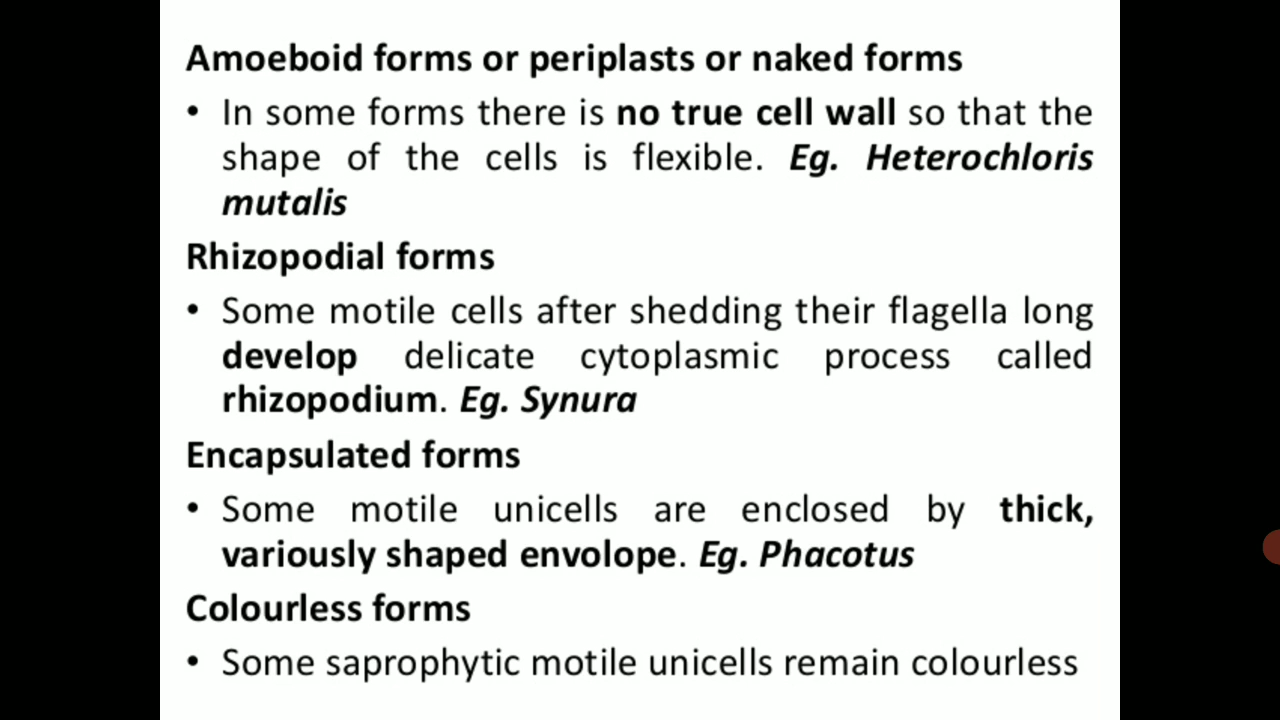 Amoeboid forms or periplasts or naked forms
• In some forms there is no true cell wall so that the
shape of the cells is flexible. Eg. Heterochloris
mutalis
Rhizopodial forms
• Some motile cells after shedding their flagella long
develop delicate cytoplasmic process called
rhizopodium. Eg. Synura
Encapsulated forms
• Some motile unicells are enclosed by thick,
variously shaped envolope. Eg. Phacotus
Colourless forms
• Some saprophytic motile unicells remain colourless